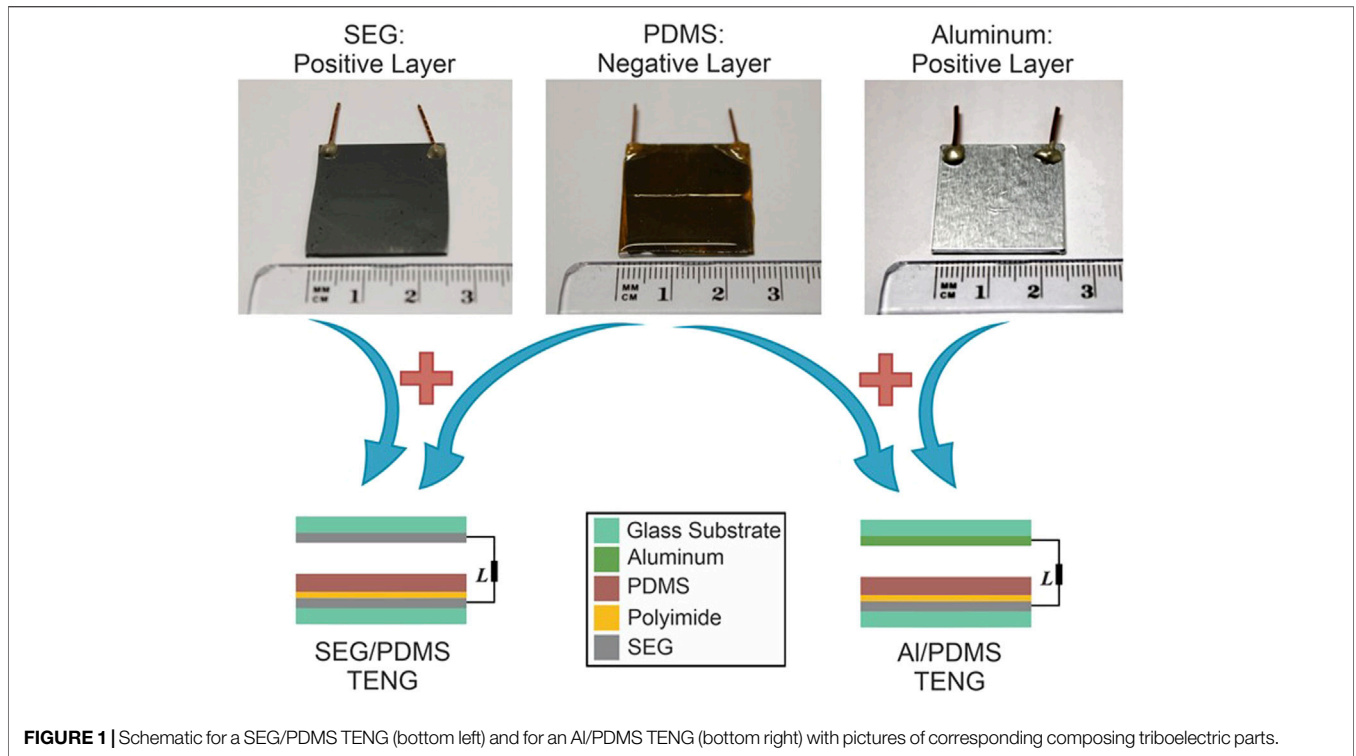 SEG:
Positive Layer
PDMS:
Negative Layer
Aluminum:
Positive Layer
MM
CM 1 2 3
MM
CM 1 2 3
MM
CM 1 2 3
L
L
Glass Substrate
Aluminum
PDMS
Polyimide
SEG
SEG/PDMS
TENG
Al/PDMS
TENG
FIGURE 1 | Schematic for a SEG/PDMS TENG (bottom left) and for an Al/PDMS TENG (bottom right) with pictures of corresponding composing triboelectric parts.